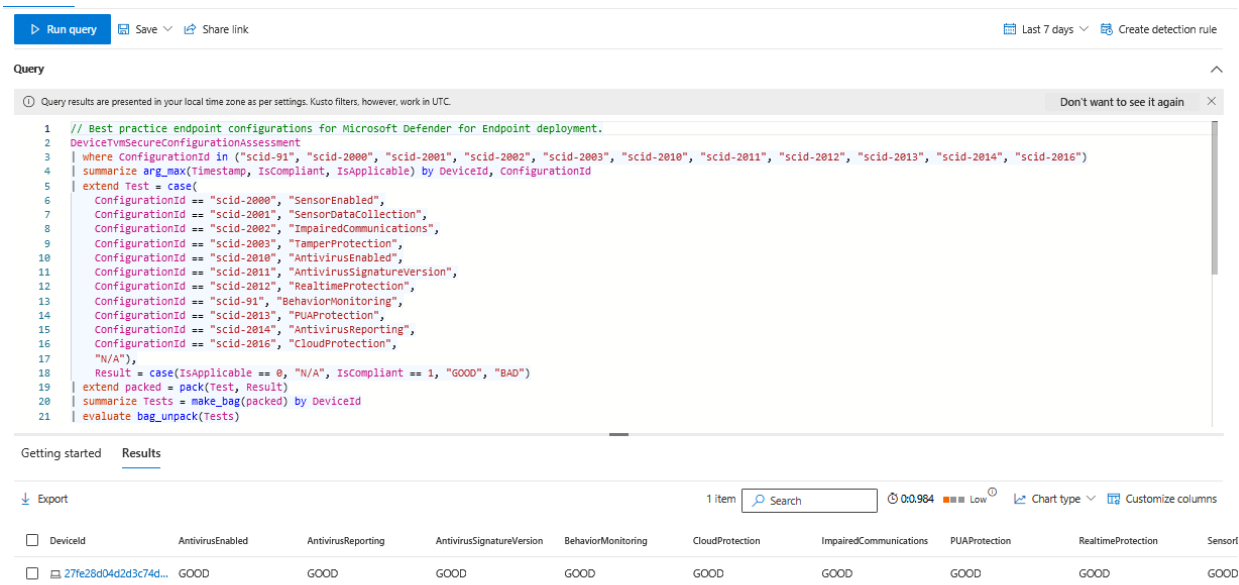 Run query Save Share link Last 7 days Create detection rule
Query
Query results are presented in your local time zone as per settings. Kusto filters, however, work in UTC. Don't want to see it again
1 // Best practice endpoint configurations for Microsoft Defender for Endpoint deployment.
2 DeviceTvmSecureConfigurationAssessment
3 | where ConfigurationId in ("scid-91", "scid-2000", "scid-2001", "scid-2002", "scid-2003", "scid-2010", "scid-2011", "scid-2012", "scid-2013", "scid-2014", "scid-2016")
4 | summarize arg_max(Timestamp, IsCompliant, IsApplicable) by DeviceId, ConfigurationId
5 | extend Test = case(
6 ConfigurationId == "scid-2000", "SensorEnabled",
7 ConfigurationId == "scid-2001", "SensorDataCollection",
8 ConfigurationId == "scid-2002", "ImpairedCommunications",
9 ConfigurationId == "scid-2003", "TamperProtection",
10 ConfigurationId == "scid-2010", "AntivirusEnabled",
11 ConfigurationId == "scid-2011", "AntivirusSignatureVersion",
12 ConfigurationId == "scid-2012", "RealtimeProtection",
13 ConfigurationId == "scid-91", "BehaviorMonitoring",
14 ConfigurationId == "scid-2013", "PUAProtection",
15 ConfigurationId == "scid-2014", "AntivirusReporting",
16 ConfigurationId == "scid-2016", "CloudProtection",
17 "N/A"),
18 Result = case(IsApplicable == 0, "N/A", IsCompliant == 1, "GOOD", "BAD")
19 | extend packed = pack(Test, Result)
20 | summarize Tests = make_bag(packed) by DeviceId
21 | evaluate bag_unpack(Tests)
Getting started Results
Export 1 item Search 0:0.984 Low Chart type Customize columns
DeviceId AntivirusEnabled AntivirusReporting AntivirusSignatureVersion BehaviorMonitoring CloudProtection ImpairedCommunications PUAProtection RealtimeProtection SensorD
27fe28d04d2d3c74d... GOOD GOOD GOOD GOOD GOOD GOOD GOOD GOOD GOOD